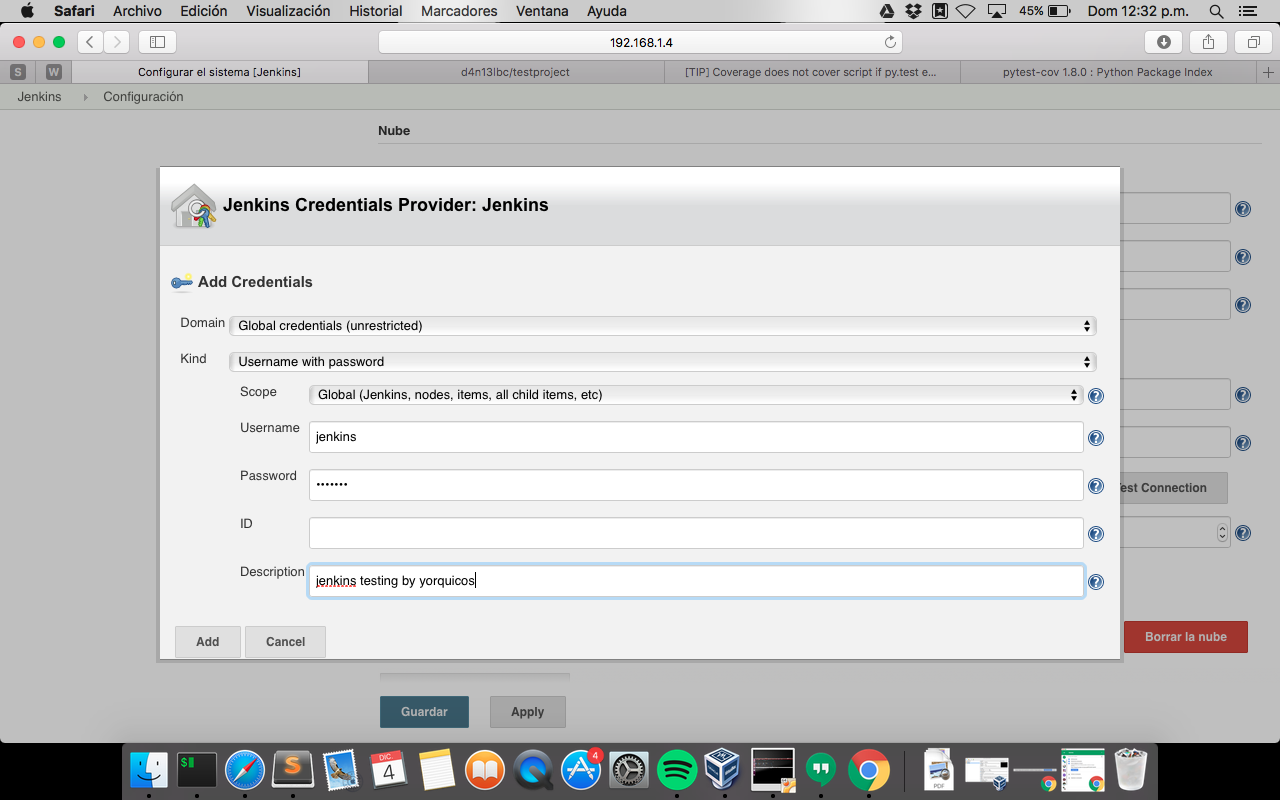 Safari Archivo Edición Visualización Historial Marcadores Ventana Ayuda 45% Dom 12:32 p.m.
192.168.1.4
S W Configurar el sistema [Jenkins] d4n13lbc/testproject [TIP] Coverage does not cover script if py.test e... pytest-cov 1.8.0 : Python Package Index
Jenkins Configuración
Nube
Jenkins Credentials Provider: Jenkins
Add Credentials
Domain Global credentials (unrestricted)
Kind Username with password
Scope Global (Jenkins, nodes, items, all child items, etc)
Username jenkins
Password •••••••
Test Connection
ID
Description jenkins testing by yorquicos
Add Cancel
Borrar la nube
Guardar Apply
$
S
DIC.
4
4
PDF